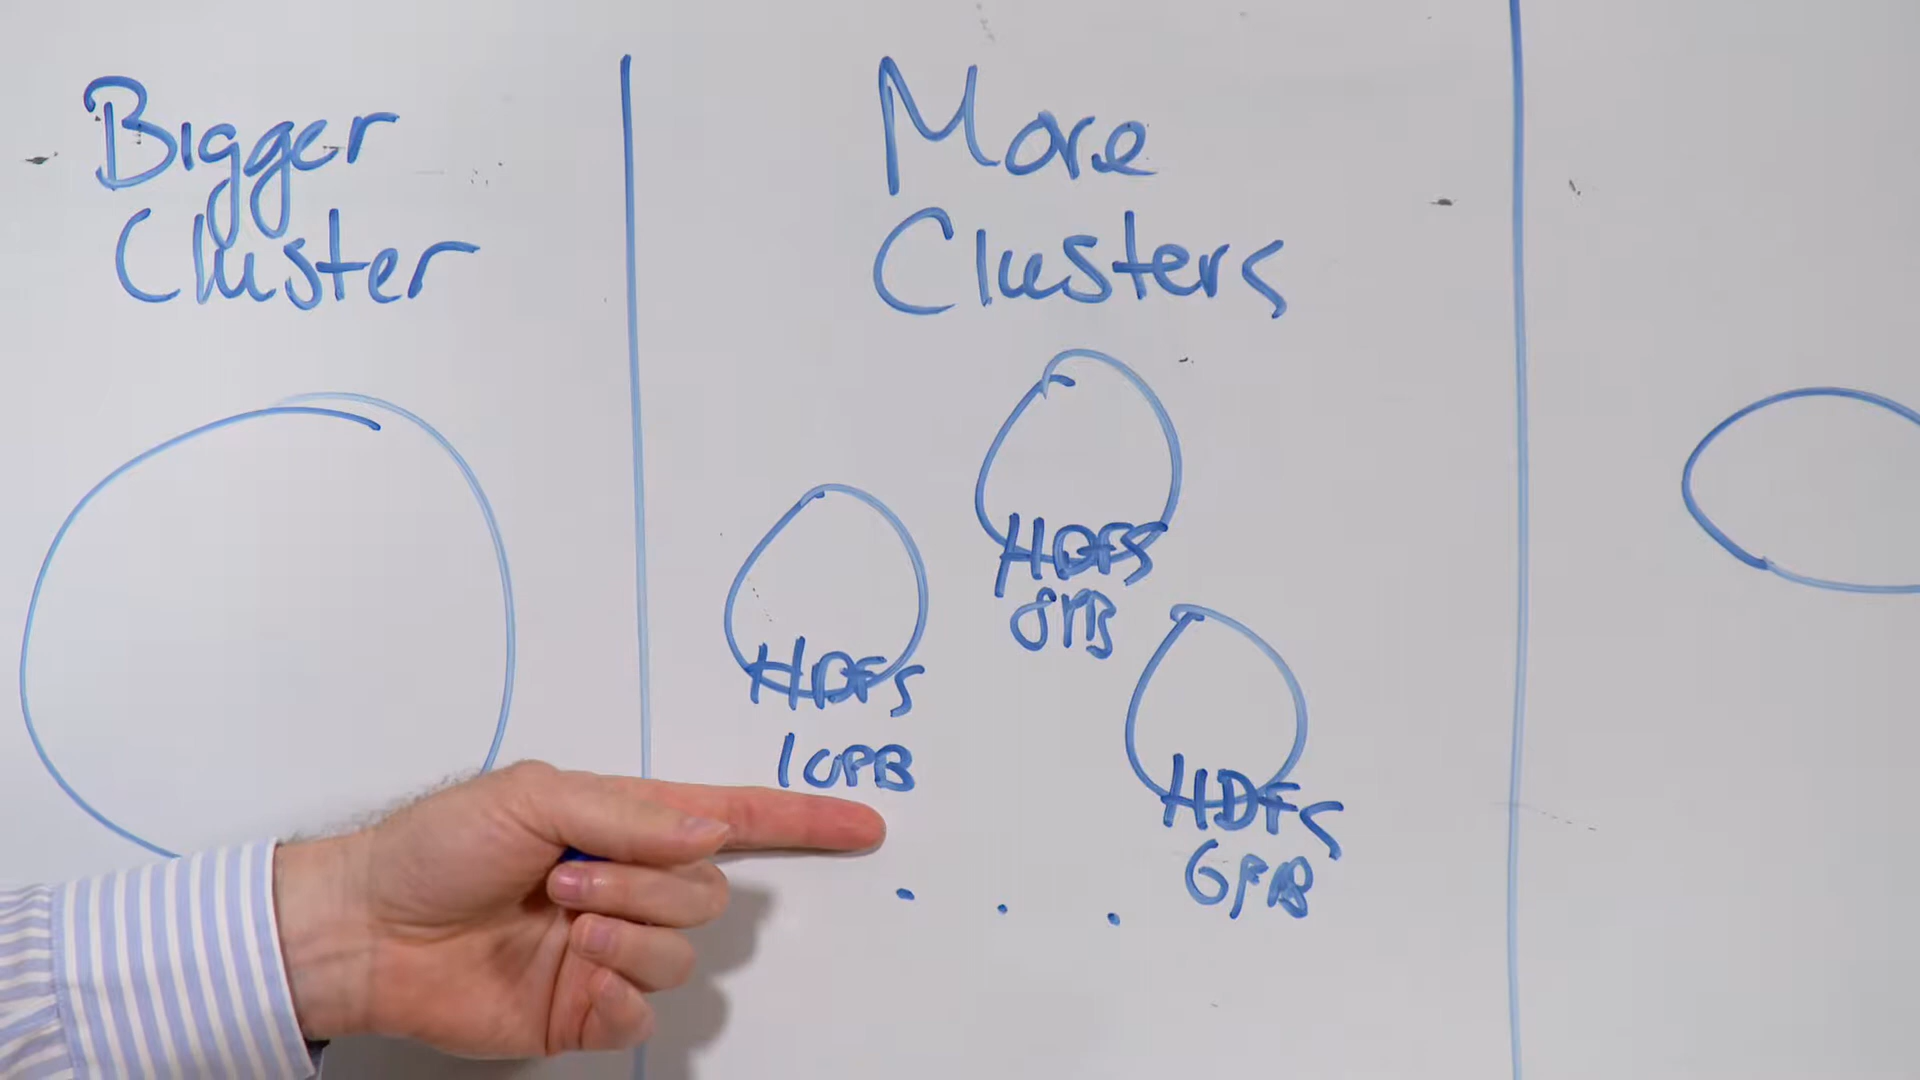 Bigger
Cluster
More
Clusters
HDFS
8PB
HDFS
10PB
HDFS
6PB
. . .